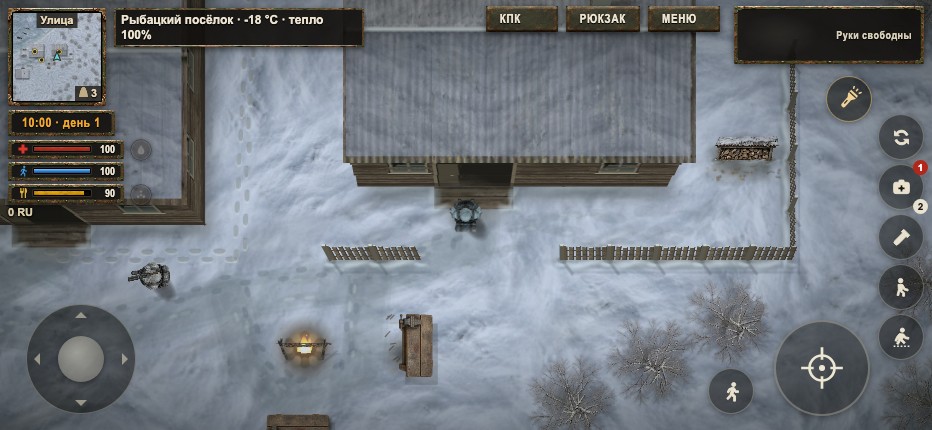 Улица
3
Рыбацкий посёлок · -18 °C · тепло
100%
КПК
РЮКЗАК
МЕНЮ
Руки свободны
10:00 · день 1
100
100
90
0 RU
1
2